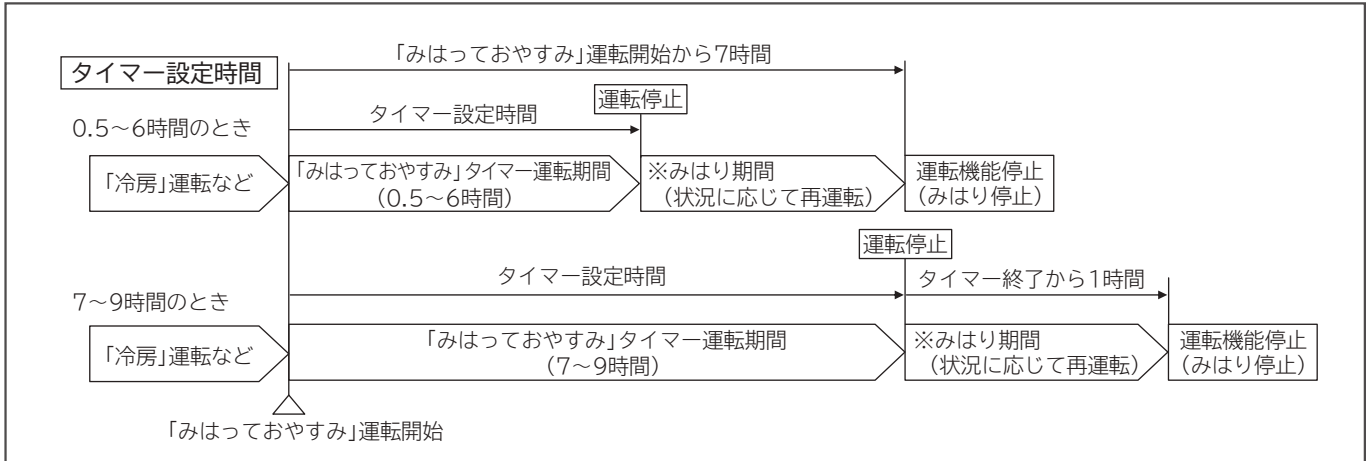 「みはっておやすみ」運転開始から7時間
タイマー設定時間
運転停止
タイマー設定時間
0.5～6時間のとき
「冷房」運転など
「みはっておやすみ」タイマー運転期間
(0.5～6時間)
※みはり期間
(状況に応じて再運転)
運転機能停止
(みはり停止)
運転停止
タイマー設定時間
タイマー終了から1時間
7～9時間のとき
「冷房」運転など
「みはっておやすみ」タイマー運転期間
(7～9時間)
※みはり期間
(状況に応じて再運転)
運転機能停止
(みはり停止)
「みはっておやすみ」運転開始